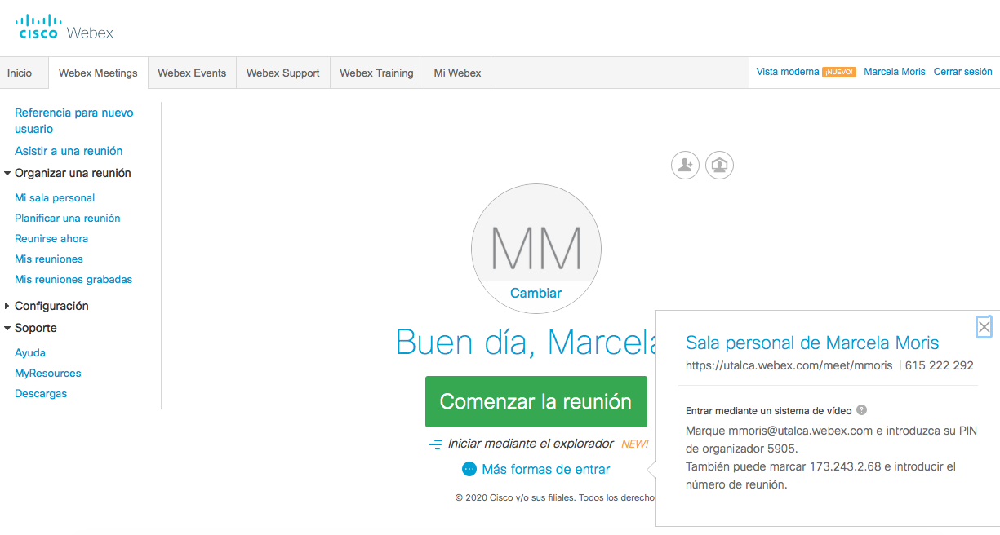 CISCO Webex
Inicio
Webex Meetings
Webex Events
Webex Support
Webex Training
Mi Webex
Vista moderna ¡NUEVO!
Marcela Moris
Cerrar sesión
Referencia para nuevo
usuario
Asistir a una reunión
Organizar una reunión
Mi sala personal
Planificar una reunión
Reunirse ahora
Mis reuniones
Mis reuniones grabadas
Configuración
Soporte
Ayuda
MyResources
Descargas
MM
Cambiar
Buen día, Marcela
Comenzar la reunión
Iniciar mediante el explorador NEW!
Más formas de entrar
© 2020 Cisco y/o sus filiales. Todos los derecho
Sala personal de Marcela Moris
https://utalca.webex.com/meet/mmoris | 615 222 292
Entrar mediante un sistema de vídeo ?
Marque mmoris@utalca.webex.com e introduzca su PIN
de organizador 5905.
También puede marcar 173.243.2.68 e introducir el
número de reunión.